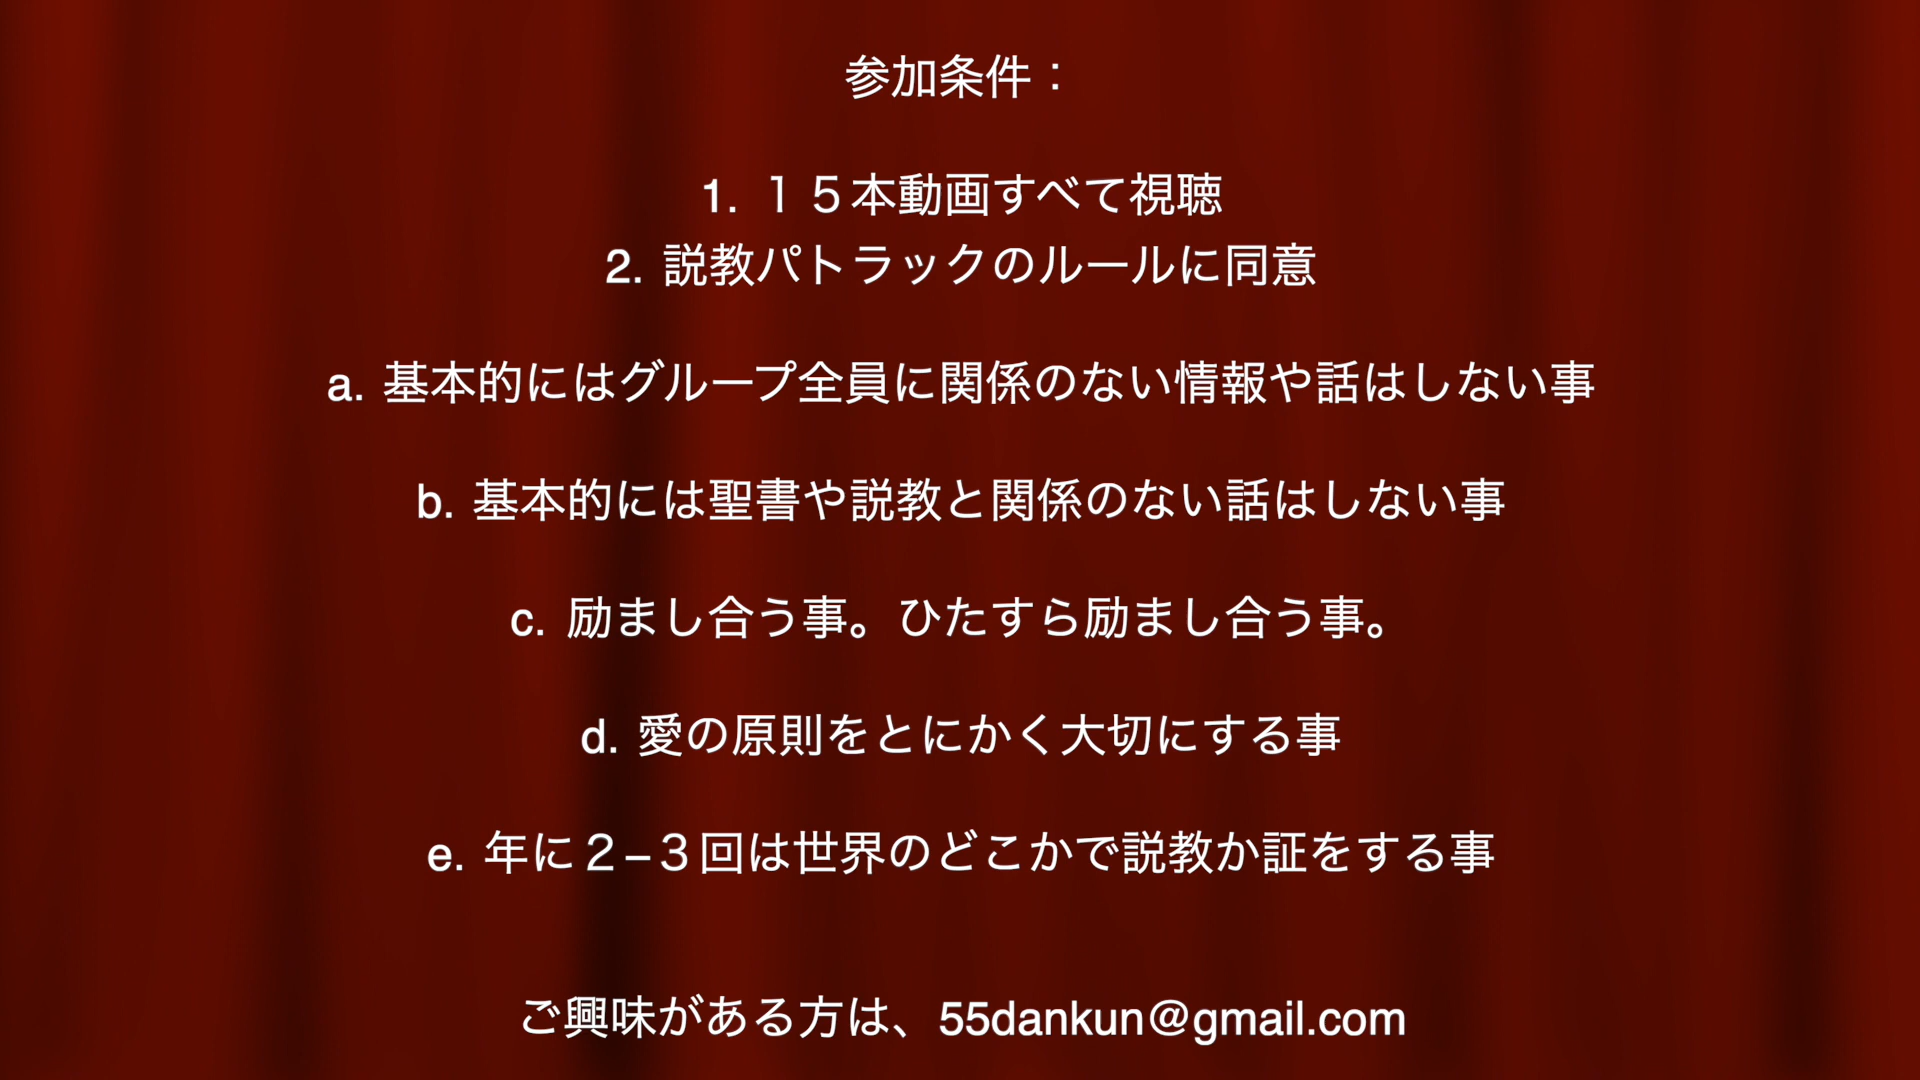 参加条件：
1. １５本動画すべて視聴
2. 説教パトラックのルールに同意
a. 基本的にはグループ全員に関係のない情報や話はしない事
b. 基本的には聖書や説教と関係のない話はしない事
c. 励まし合う事。ひたすら励まし合う事。
d. 愛の原則をとにかく大切にする事
e. 年に２−３回は世界のどこかで説教か証をする事
ご興味がある方は、55dankun@gmail.com